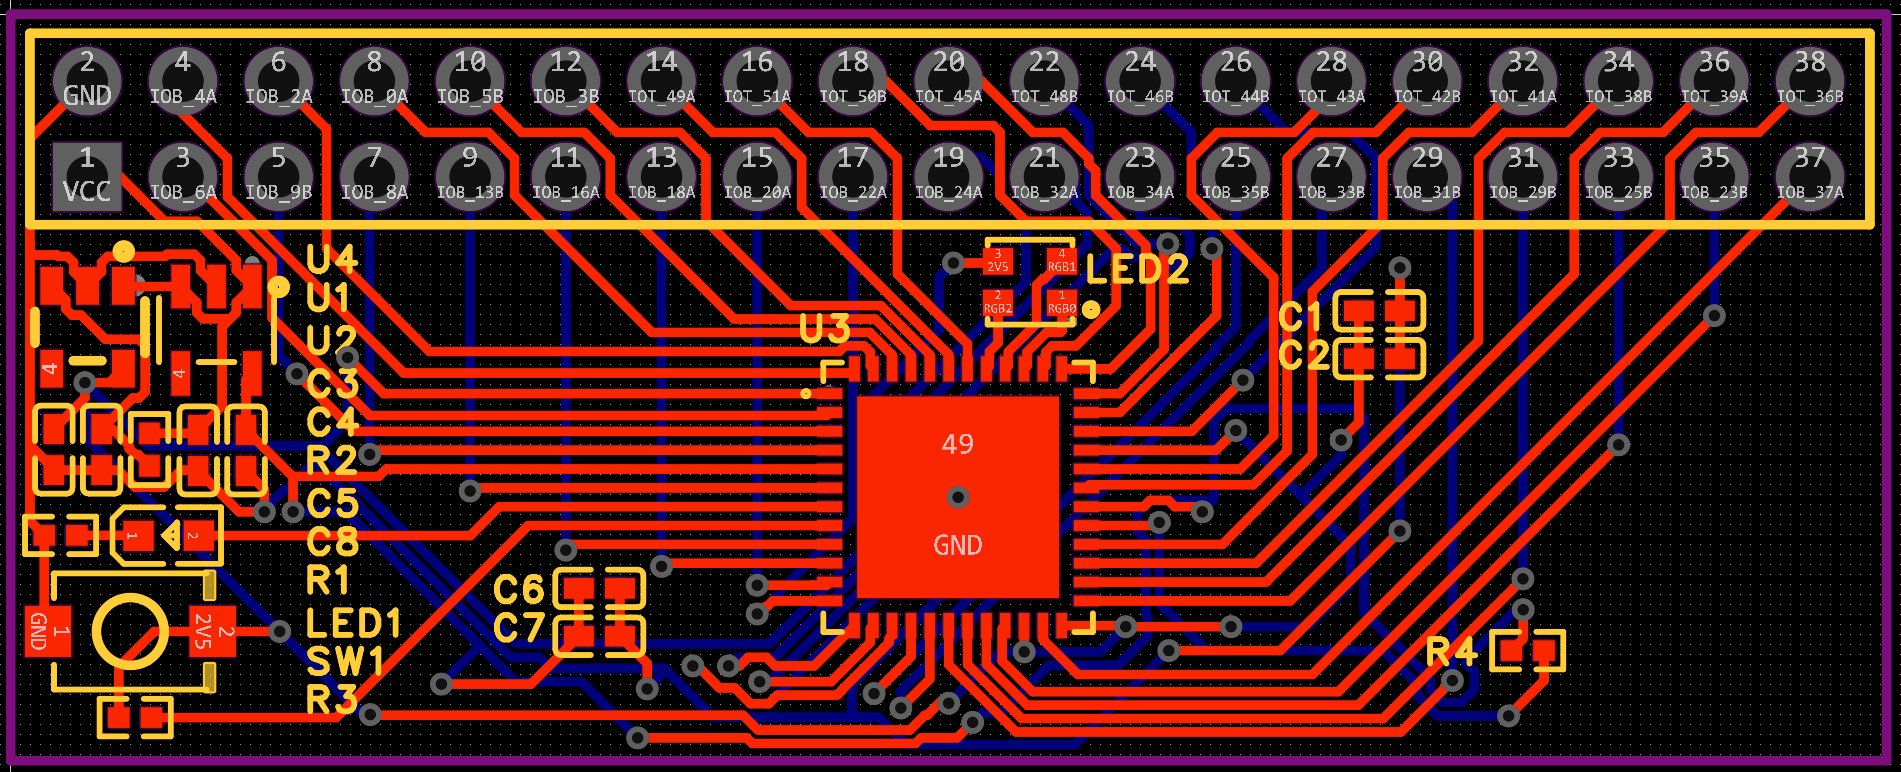 2 4 6 8 10 12 14 16 18 20 22 24 26 28 30 32 34 36 38
GND IOB_4A IOB_2A IOB_0A IOB_5B IOB_3B IOT_49A IOT_51A IOT_50B IOT_45A IOT_48B IOT_46B IOT_44B IOT_43A IOT_42B IOT_41A IOT_38B IOT_39A IOT_36B
1 3 5 7 9 11 13 15 17 19 21 23 25 27 29 31 33 35 37
VCC IOB_6A IOB_9B IOB_8A IOB_13B IOB_16A IOB_18A IOB_20A IOB_22A IOB_24A IOB_32A IOB_34A IOB_35B IOB_33B IOB_31B IOB_29B IOB_25B IOB_23B IOB_37A
U4
U1
U2
C3
C4
R2
C5
C8
R1
LED1
SW1
R3
4
4
1
2
1
GND
2
2V5
U3
49
GND
3
2V5
4
RGB1
2
RGB2
1
RGB0
LED2
C1
C2
C6
C7
R4